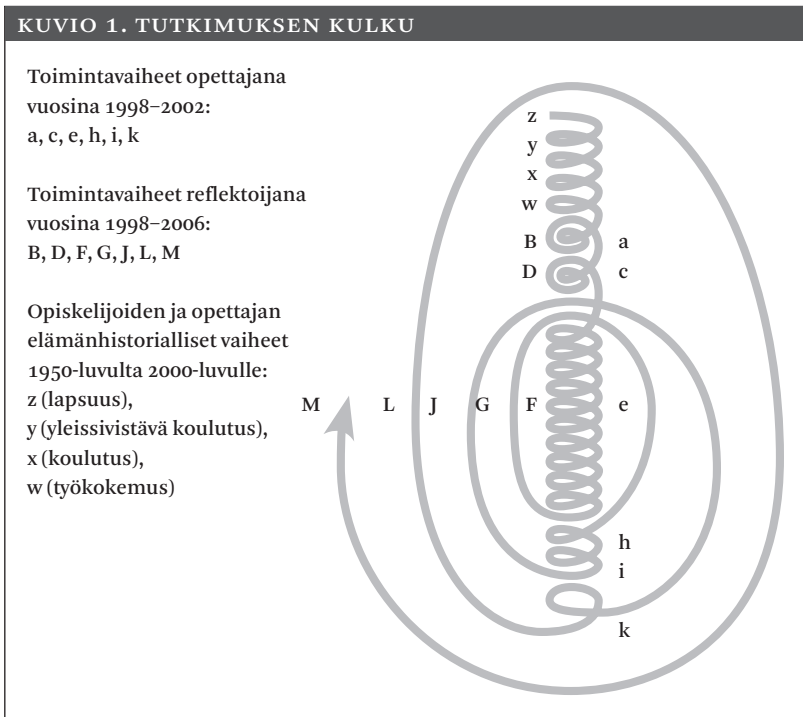 KUVIO 1. TUTKIMUKSEN KULKU
Toimintavaiheet opettajana
vuosina 1998–2002:
a, c, e, h, i, k
Toimintavaiheet reflektoijana
vuosina 1998–2006:
B, D, F, G, J, L, M
Opiskelijoiden ja opettajan
elämänhistorialliset vaiheet
1950-luvulta 2000-luvulle:
z (lapsuus),
y (yleissivistävä koulutus),
x (koulutus),
w (työkokemus)
z
y
x
w
B a
D c
M L J G F e
h
i
k